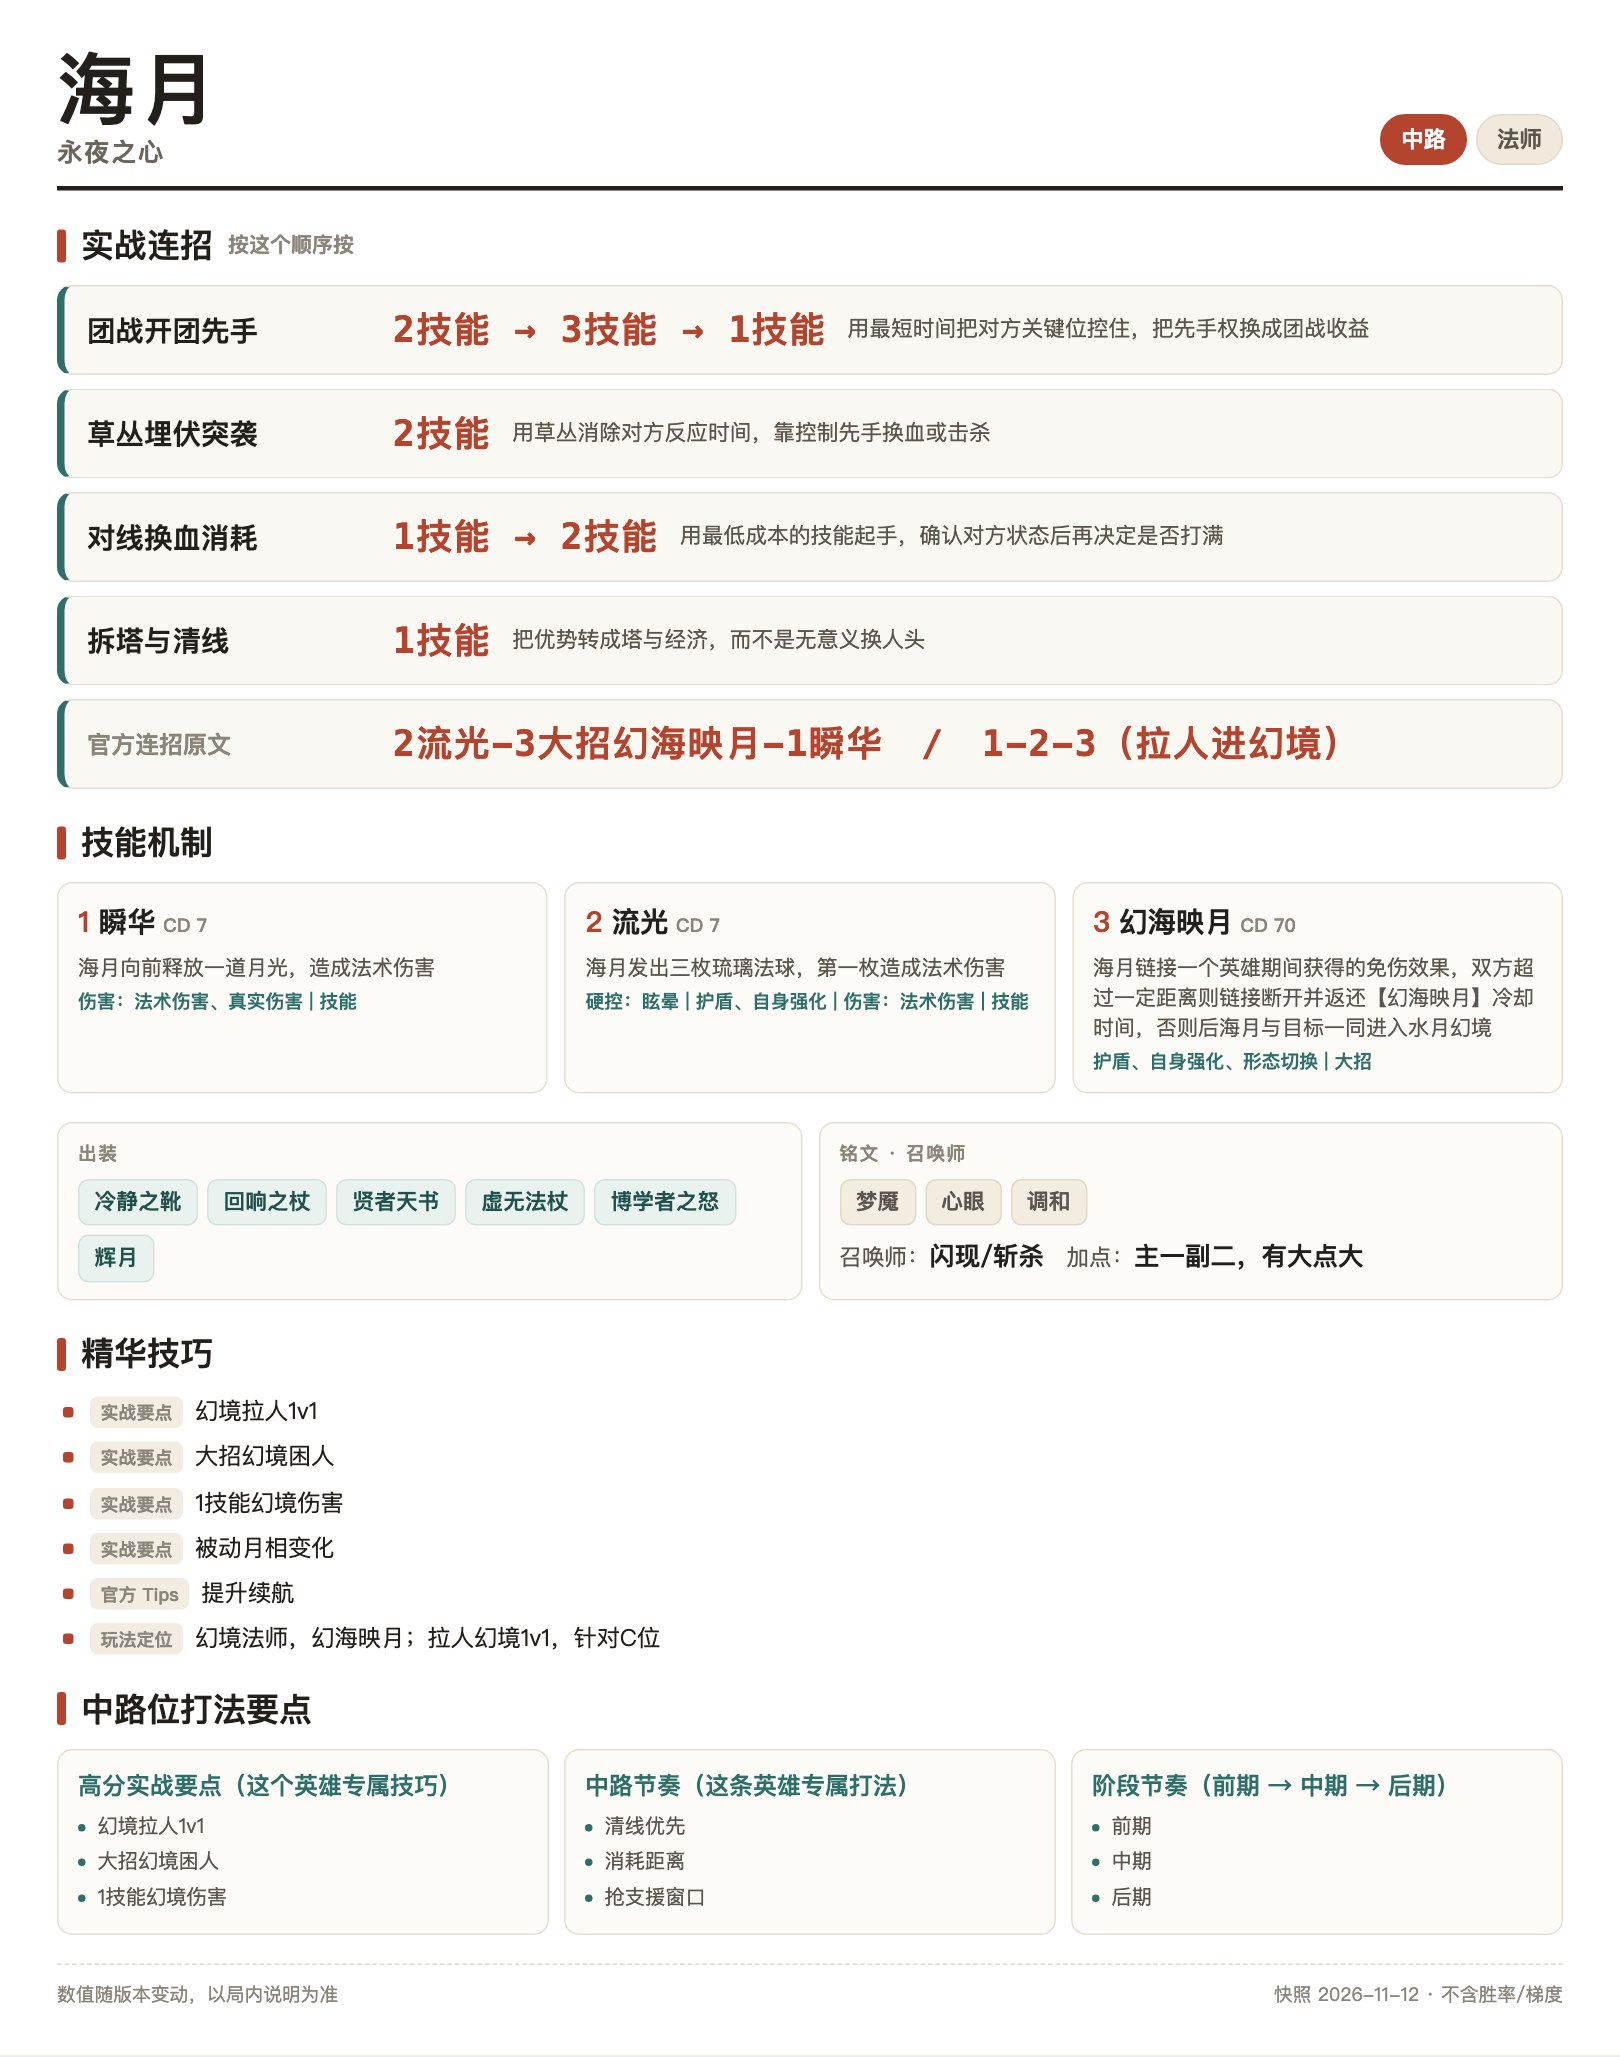 海月
永夜之心
中路
法师
实战连招 按这个顺序按
团战开团先手 2技能 → 3技能 → 1技能 用最短时间把对方关键位控住，把先手权换成团战收益
草丛埋伏突袭 2技能 用草丛消除对方反应时间，靠控制先手换血或击杀
对线换血消耗 1技能 → 2技能 用最低成本的技能起手，确认对方状态后再决定是否打满
拆塔与清线 1技能 把优势转成塔与经济，而不是无意义换人头
官方连招原文 2流光-3大招幻海映月-1瞬华 / 1-2-3（拉人进幻境）
技能机制
1 瞬华 CD 7
海月向前释放一道月光，造成法术伤害
伤害：法术伤害、真实伤害 | 技能
2 流光 CD 7
海月发出三枚琉璃法球，第一枚造成法术伤害
硬控：眩晕 | 护盾、自身强化 | 伤害：法术伤害 | 技能
3 幻海映月 CD 70
海月链接一个英雄期间获得的免伤效果，双方超
过一定距离则链接断开并返还【幻海映月】冷却
时间，否则后海月与目标一同进入水月幻境
护盾、自身强化、形态切换 | 大招
出装
冷静之靴 回响之杖 贤者天书 虚无法杖 博学者之怒
辉月
铭文 · 召唤师
梦魇 心眼 调和
召唤师：闪现/斩杀 加点：主一副二，有大点大
精华技巧
实战要点 幻境拉人1v1
实战要点 大招幻境困人
实战要点 1技能幻境伤害
实战要点 被动月相变化
官方 Tips 提升续航
玩法定位 幻境法师，幻海映月；拉人幻境1v1，针对C位
中路位打法要点
高分实战要点（这个英雄专属技巧）
幻境拉人1v1
大招幻境困人
1技能幻境伤害
中路节奏（这条英雄专属打法）
清线优先
消耗距离
抢支援窗口
阶段节奏（前期 → 中期 → 后期）
前期
中期
后期
数值随版本变动，以局内说明为准
快照 2026-11-12 · 不含胜率/梯度